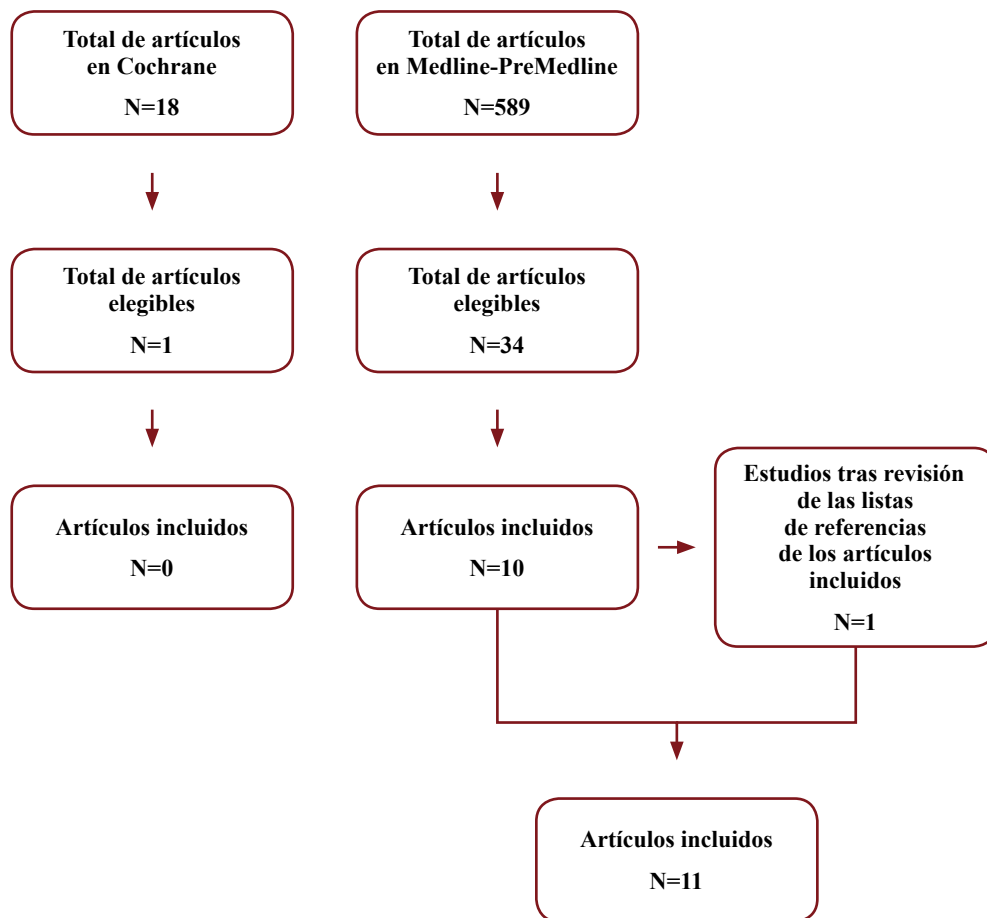 Total de artículos
en Cochrane
N=18
Total de artículos
en Medline-PreMedline
N=589
Total de artículos
elegibles
N=1
Total de artículos
elegibles
N=34
Artículos incluidos
N=0
Artículos incluidos
N=10
Estudios tras revisión
de las listas
de referencias
de los artículos
incluidos
N=1
Artículos incluidos
N=11